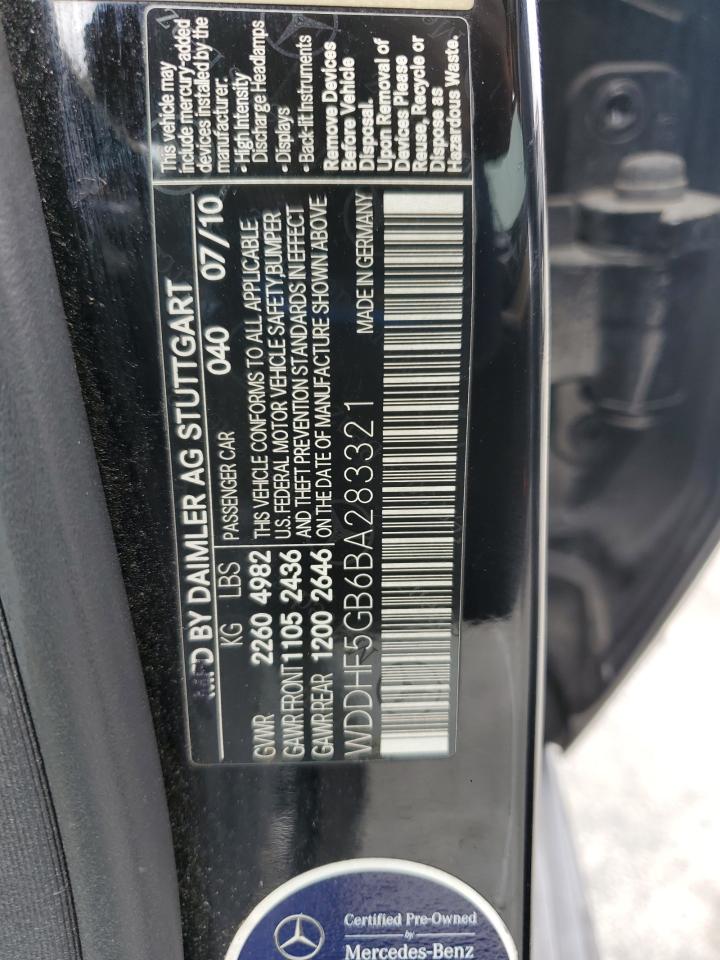 MFD BY DAIMLER AG STUTTGART
KG LBS PASSENGER CAR 040 07/10
GVWR 2260 4982 THIS VEHICLE CONFORMS TO ALL APPLICABLE
GAWR FRONT 1105 2436 U.S. FEDERAL MOTOR VEHICLE SAFETY, BUMPER
GAWR REAR 1200 2646 AND THEFT PREVENTION STANDARDS IN EFFECT
ON THE DATE OF MANUFACTURE SHOWN ABOVE
WDDHF5GB6BA283321 MADE IN GERMANY
This vehicle may
include mercury-added
devices installed by the
manufacturer:
• High Intensity
Discharge Headlamps
• Displays
• Back-lit Instruments
Remove Devices
Before Vehicle
Disposal.
Upon Removal of
Devices Please
Reuse, Recycle or
Dispose as
Hazardous Waste.
Certified Pre-Owned
by
Mercedes-Benz